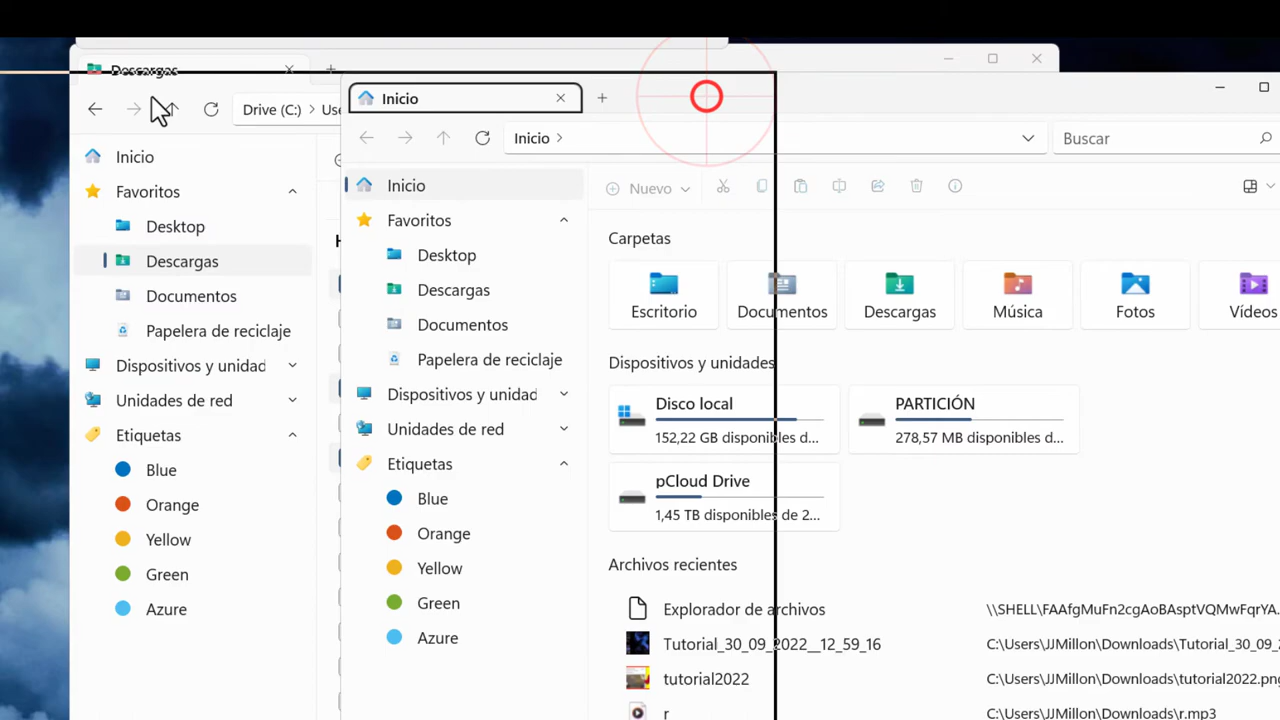 Descargas
Drive (C:)
Inicio
Favoritos
Desktop
Descargas
Documentos
Papelera de reciclaje
Dispositivos y unidad
Unidades de red
Etiquetas
Blue
Orange
Yellow
Green
Azure
Inicio
Inicio
Buscar
Inicio
Favoritos
Desktop
Descargas
Documentos
Papelera de reciclaje
Dispositivos y unidad
Unidades de red
Etiquetas
Blue
Orange
Yellow
Green
Azure
Nuevo
Carpetas
Escritorio
Documentos
Descargas
Música
Fotos
Vídeos
Dispositivos y unidades
Disco local
152,22 GB disponibles d...
PARTICIÓN
278,57 MB disponibles d...
pCloud Drive
1,45 TB disponibles de 2...
Archivos recientes
Explorador de archivos
\\SHELL\FAAfgMuFn2cgAoBAsptVQMwFqrYA.
Tutorial_30_09_2022__12_59_16
C:\Users\JJMillon\Downloads\Tutorial_30_09_2022
tutorial2022
C:\Users\JJMillon\Downloads\tutorial2022.png
r
C:\Users\JJMillon\Downloads\r.mp3